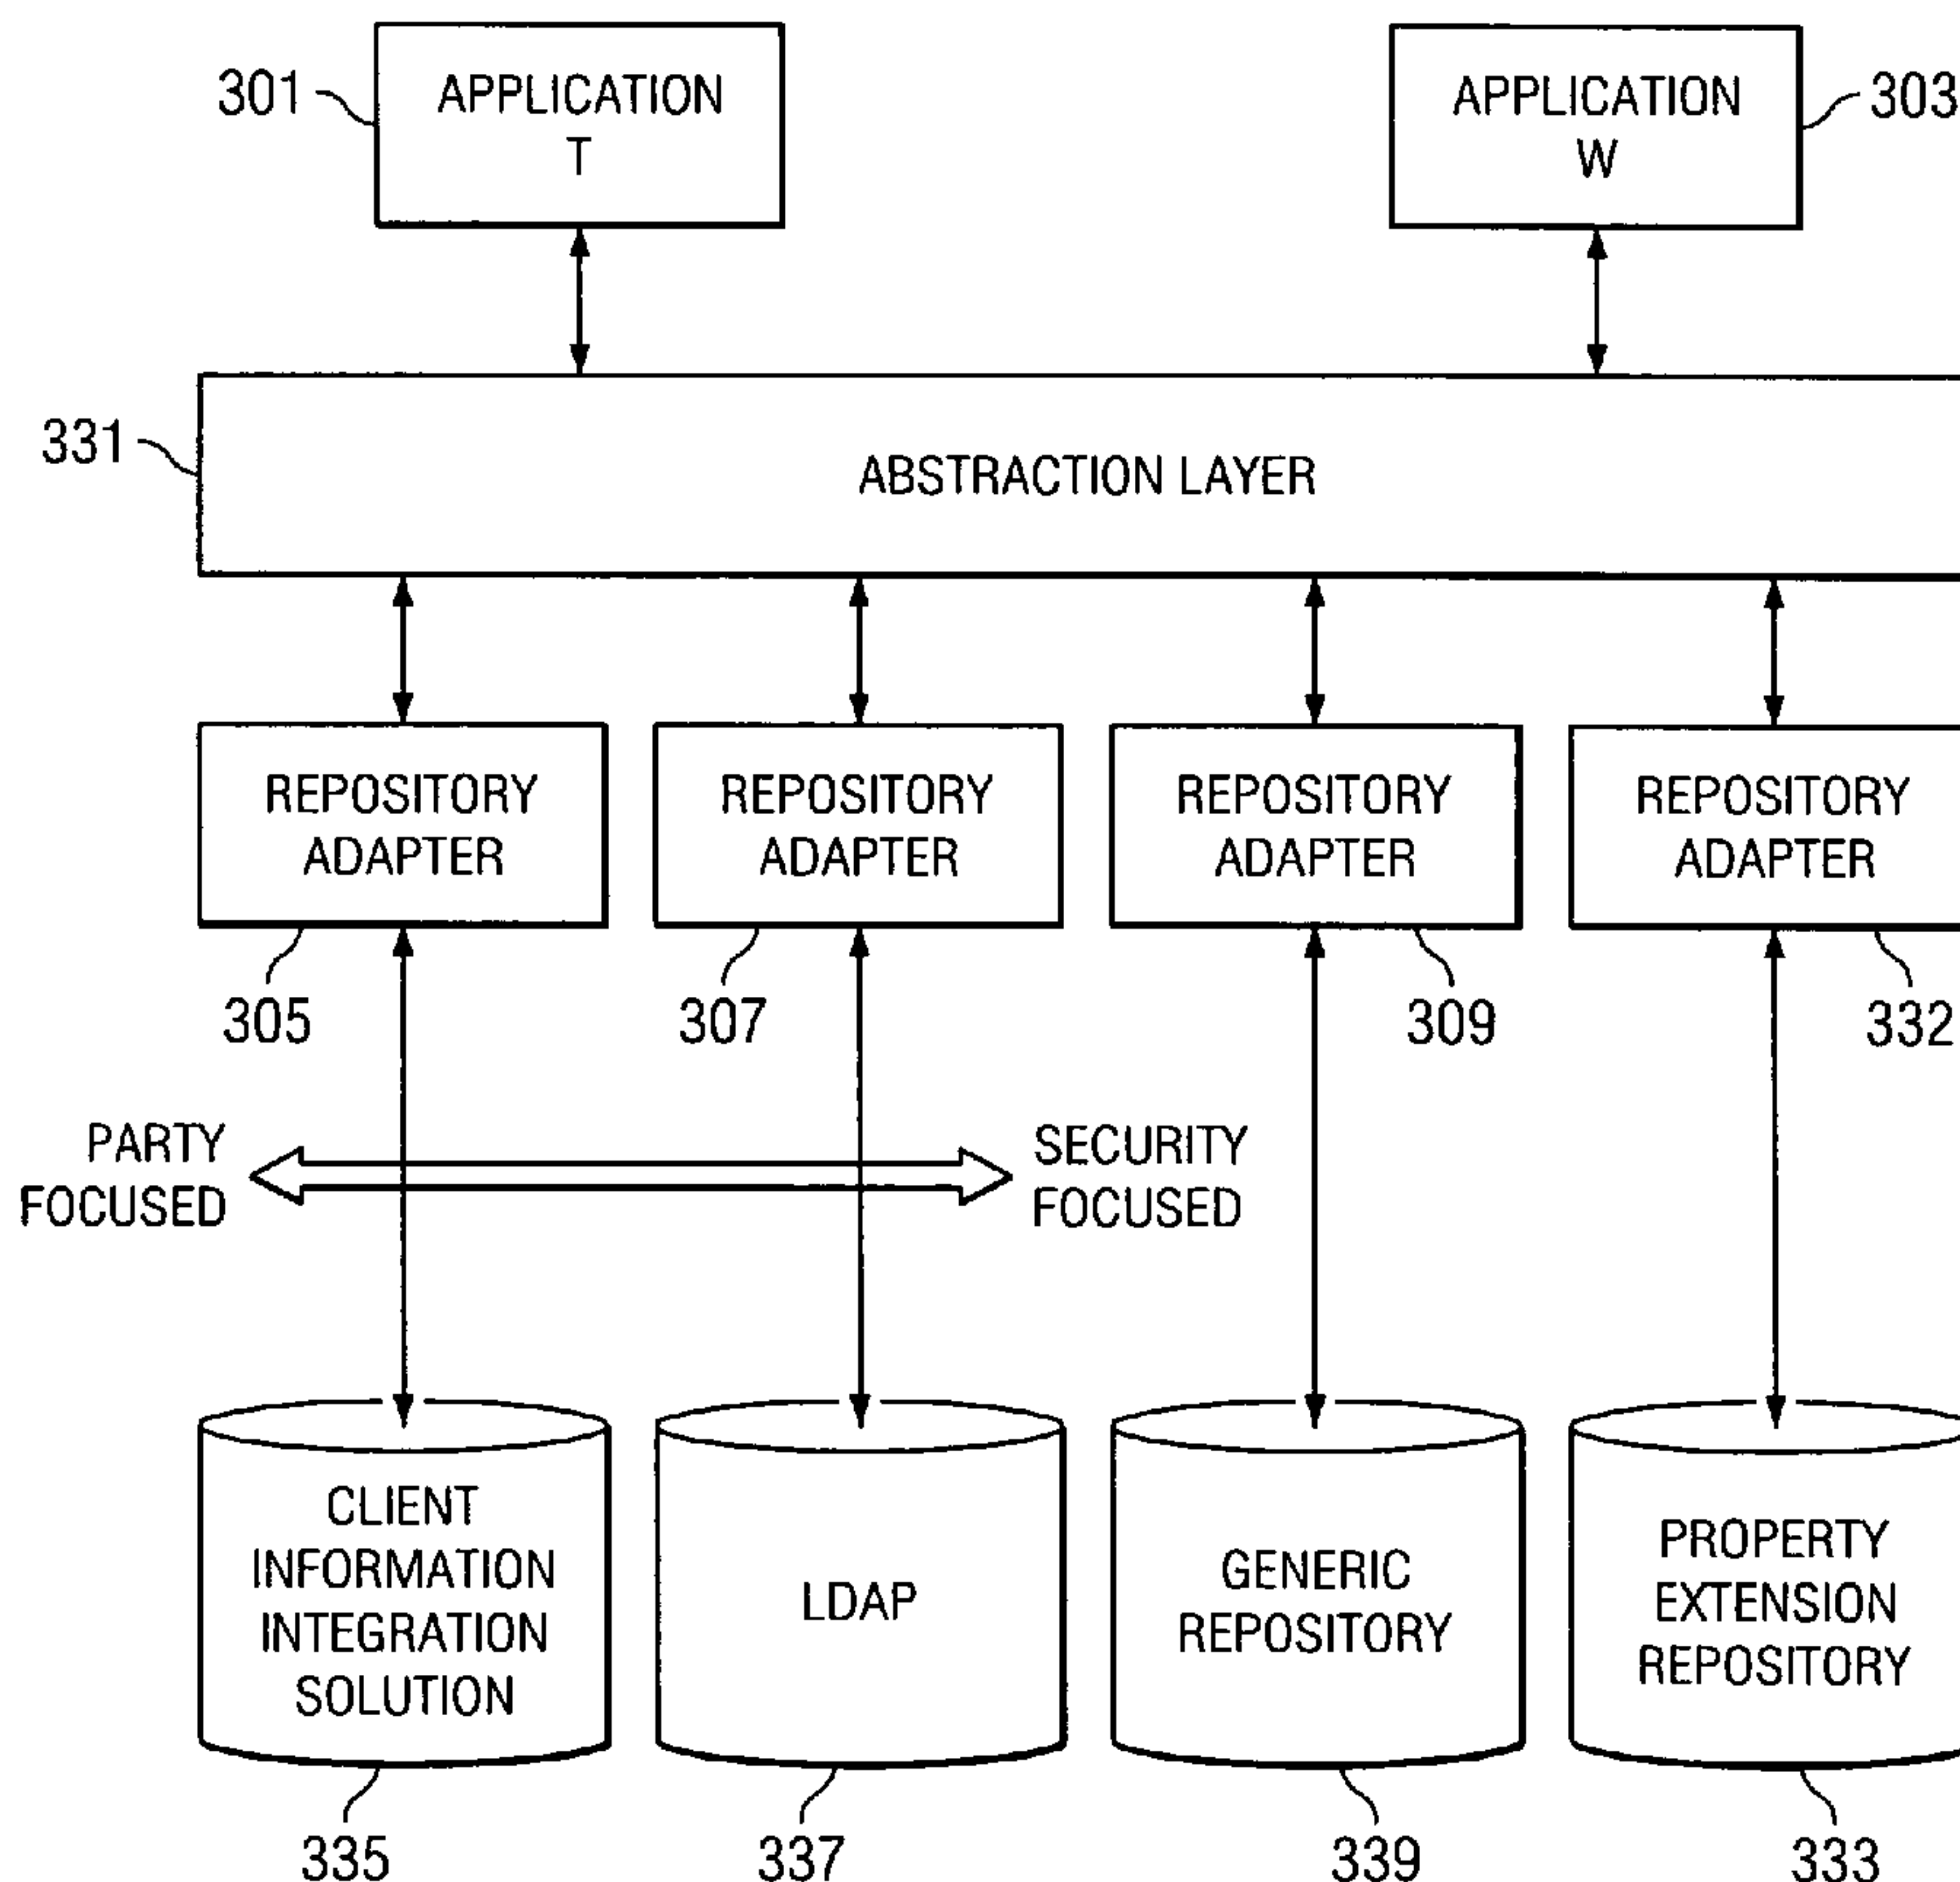 301
APPLICATION
T
APPLICATION
W
303
331
ABSTRACTION LAYER
REPOSITORY
ADAPTER
REPOSITORY
ADAPTER
REPOSITORY
ADAPTER
REPOSITORY
ADAPTER
305
307
309
332
PARTY
FOCUSED
SECURITY
FOCUSED
CLIENT
INFORMATION
INTEGRATION
SOLUTION
LDAP
GENERIC
REPOSITORY
PROPERTY
EXTENSION
REPOSITORY
335
337
339
333